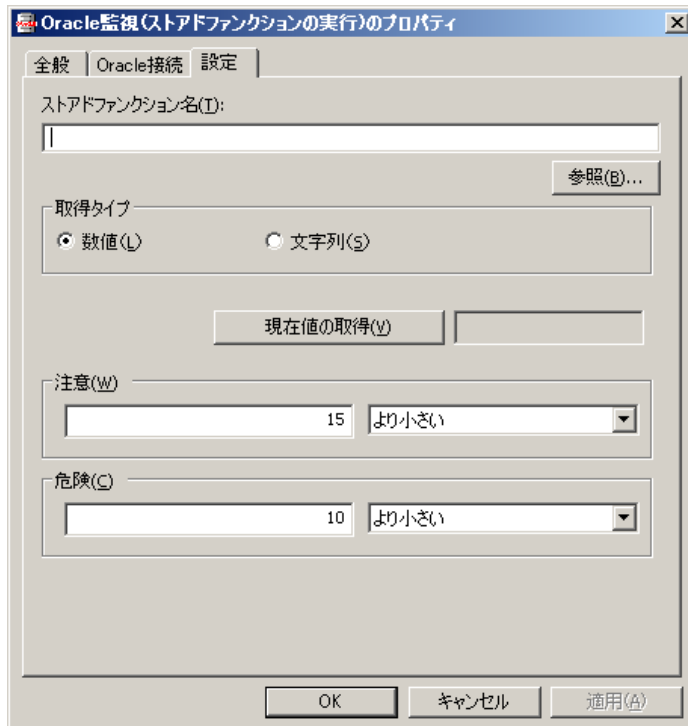 Oracle監視(ストアドファンクションの実行)のプロパティ
全般 Oracle接続 設定
ストアドファンクション名(T):
参照(B)...
取得タイプ
数値(L) 文字列(S)
現在値の取得(V)
注意(W)
15 より小さい
危険(C)
10 より小さい
OK キャンセル 適用(A)